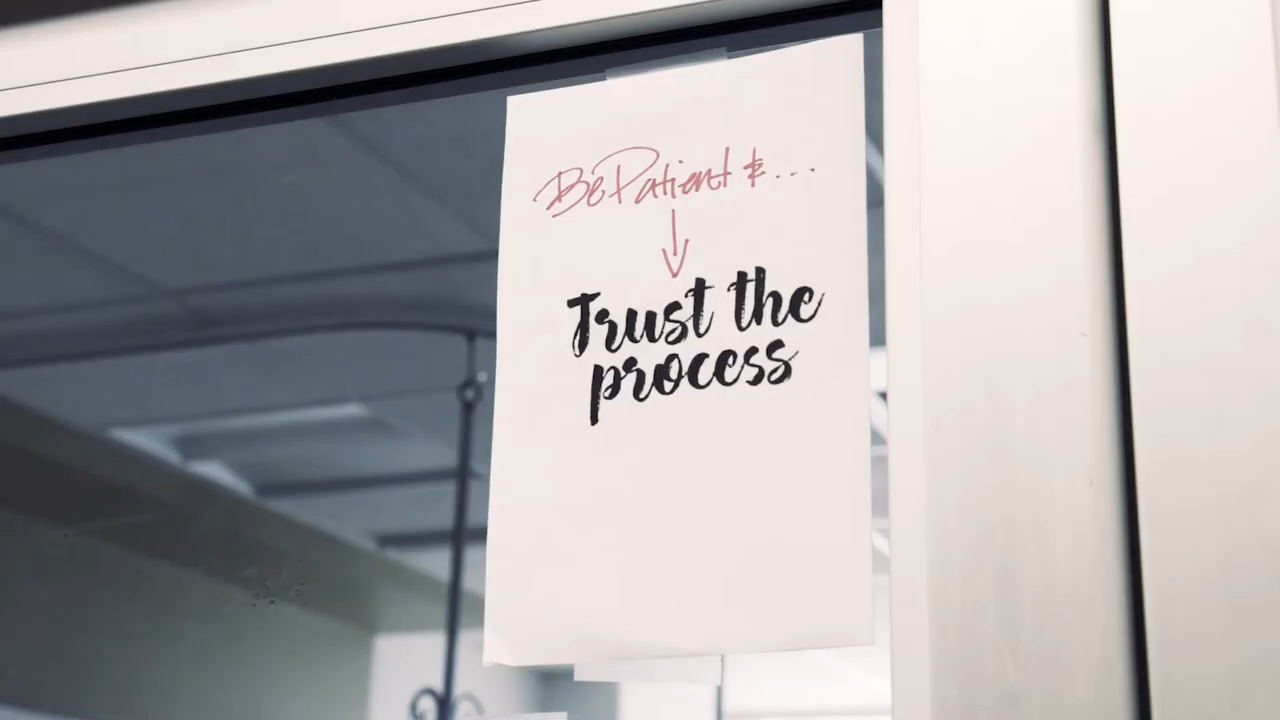 Be Patient & ...
Trust the
process